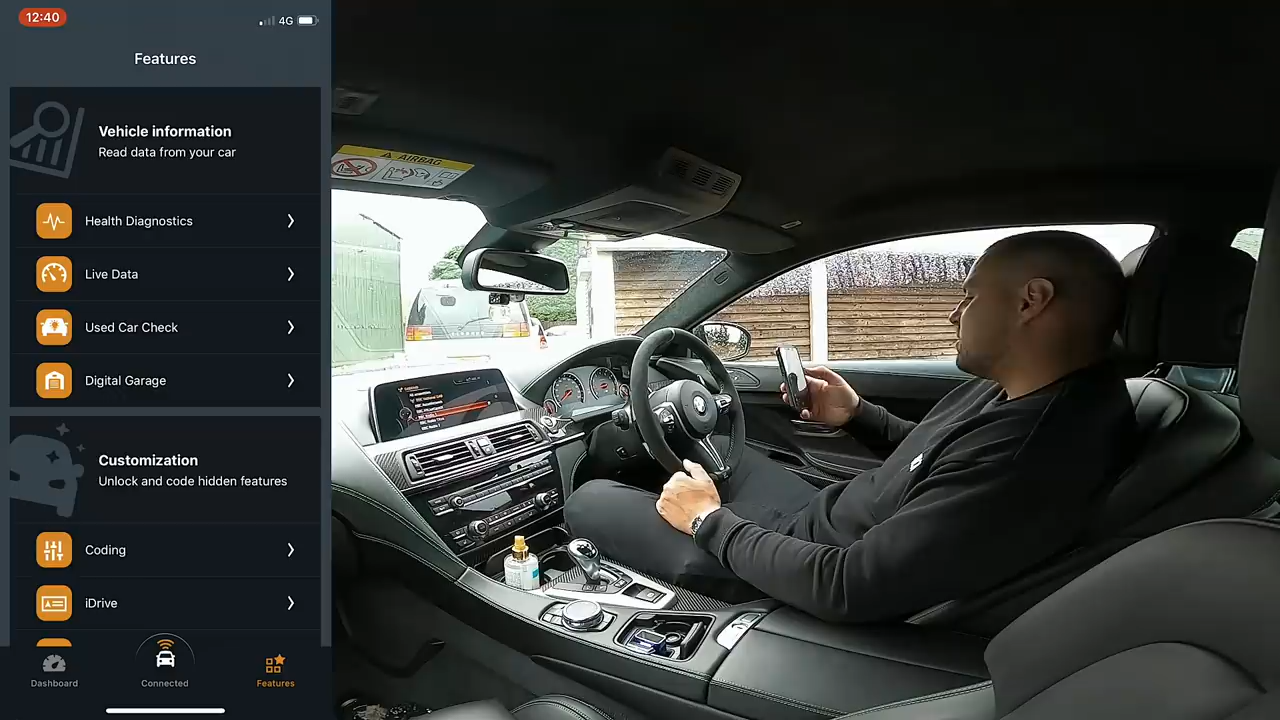 12:40
4G
Features
Vehicle information
Read data from your car
Health Diagnostics
Live Data
Used Car Check
Digital Garage
Customization
Unlock and code hidden features
Coding
iDrive
Dashboard
Connected
Features
AIRBAG